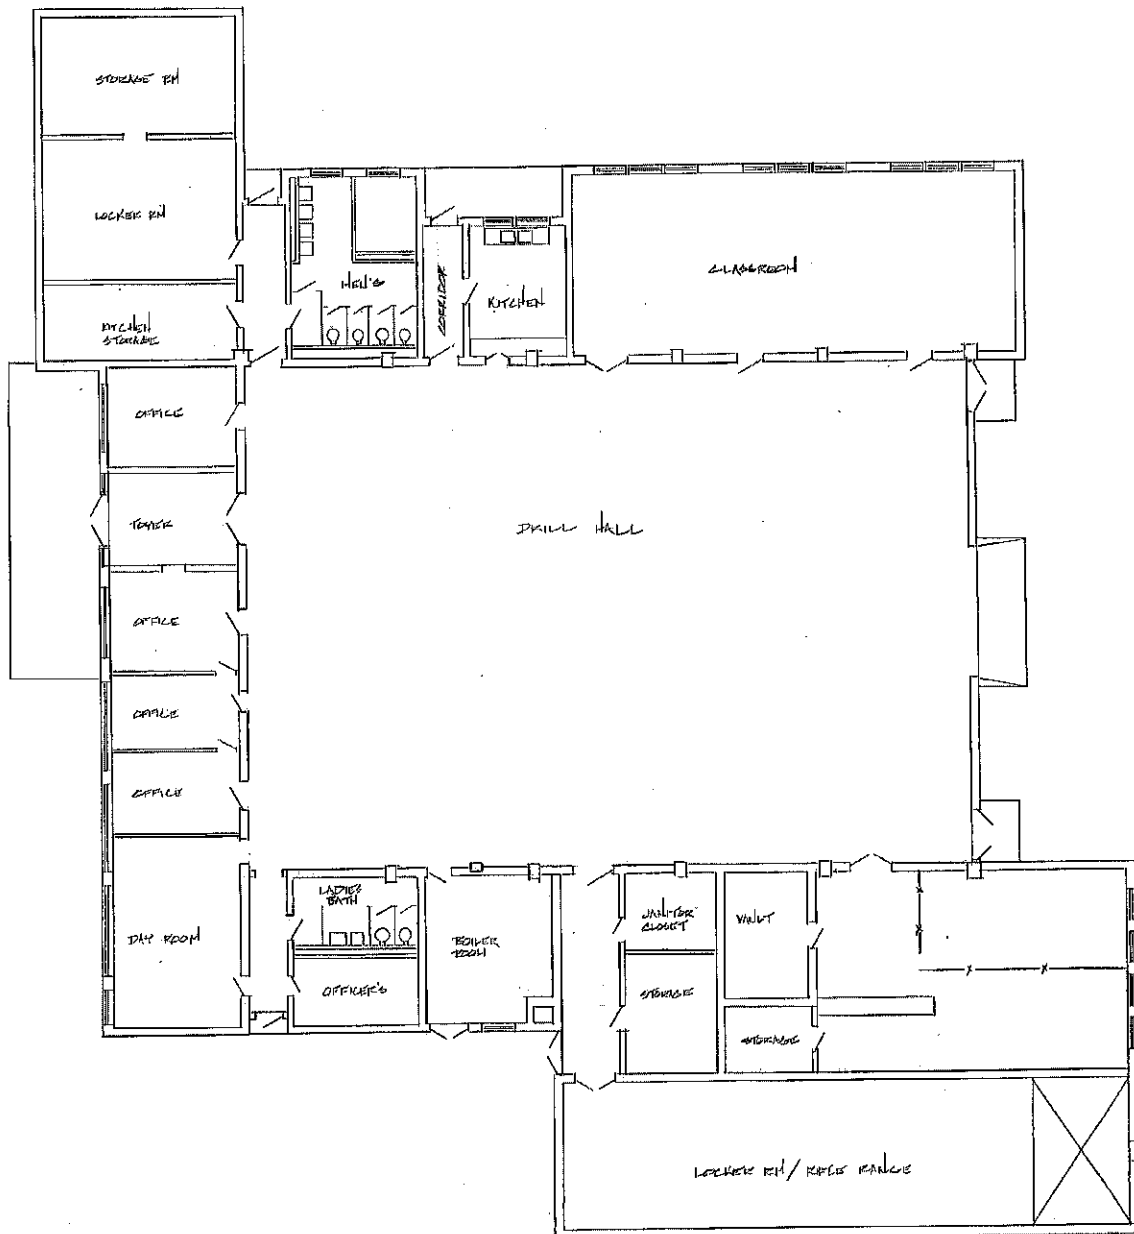 STORAGE RM
LOCKER RM
MEN'S
CORRIDOR
KITCHEN
CLASSROOM
KITCHEN
STORAGE
OFFICE
FOYER
DRILL HALL
OFFICE
OFFICE
OFFICE
LADIES
BATH
DAY ROOM
BOILER
ROOM
JANITOR
CLOSET
VAULT
OFFICER'S
STORAGE
STORAGE
LOCKER RM / RIFLE RANGE